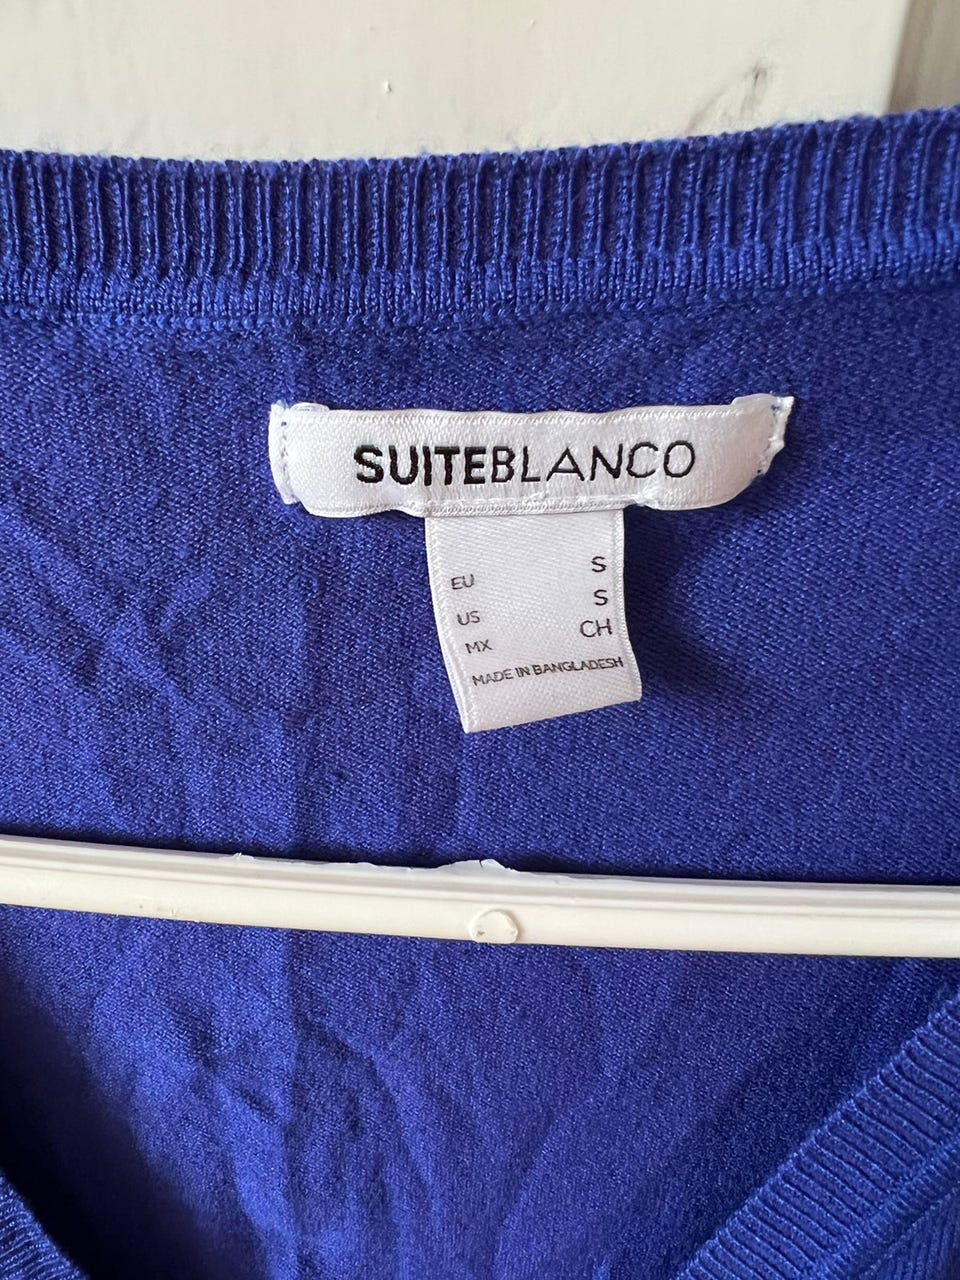 SUITEBLANCO
EU S
US S
MX CH
MADE IN BANGLADESH